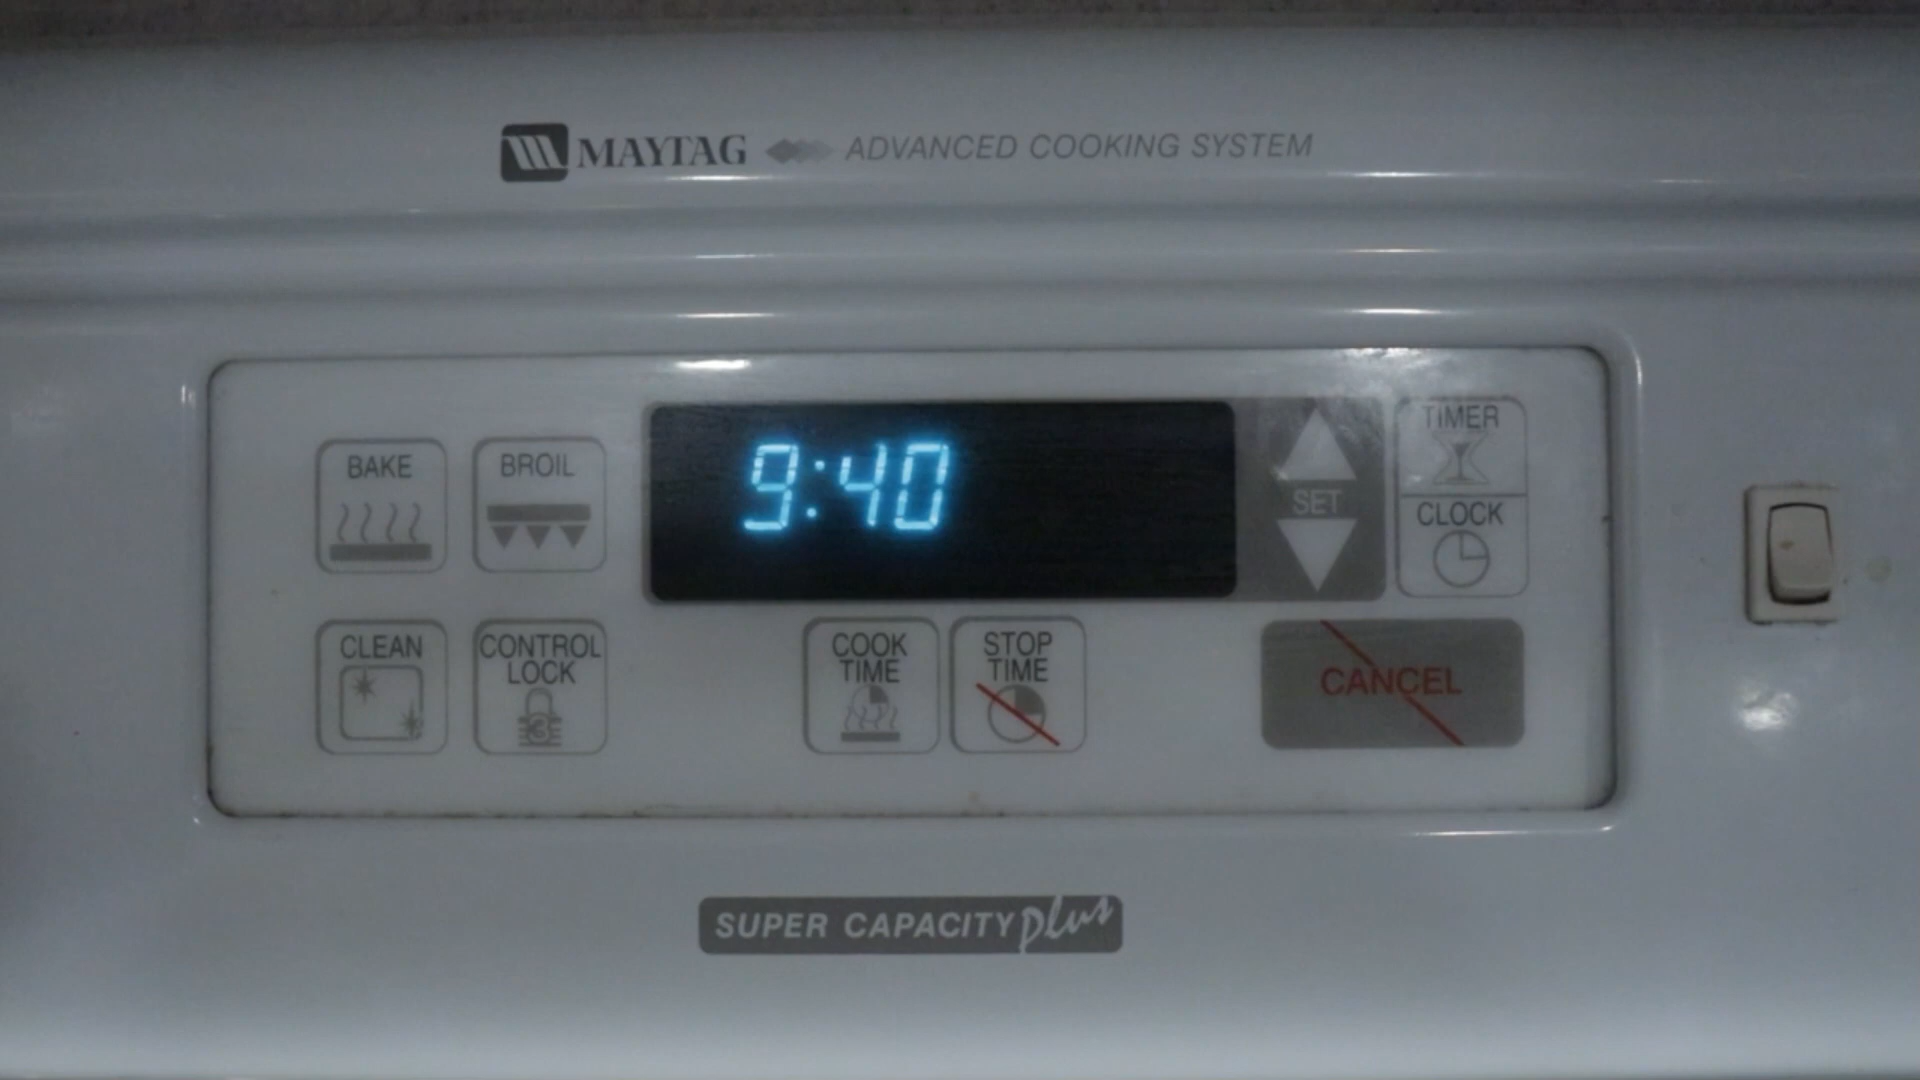 MAYTAG ADVANCED COOKING SYSTEM
BAKE
BROIL
9:40
SET
TIMER
CLOCK
CLEAN
CONTROL
LOCK
COOK
TIME
STOP
TIME
CANCEL
SUPER CAPACITY plus